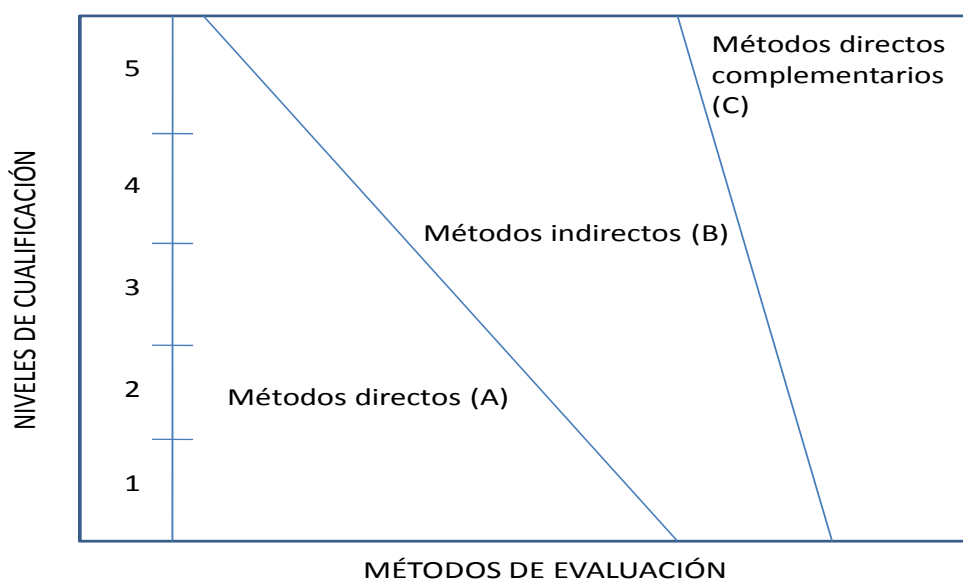 Métodos directos
complementarios
(C)
5
4
Métodos indirectos (B)
3
2
Métodos directos (A)
1
NIVELES DE CUALIFICACIÓN
MÉTODOS DE EVALUACIÓN